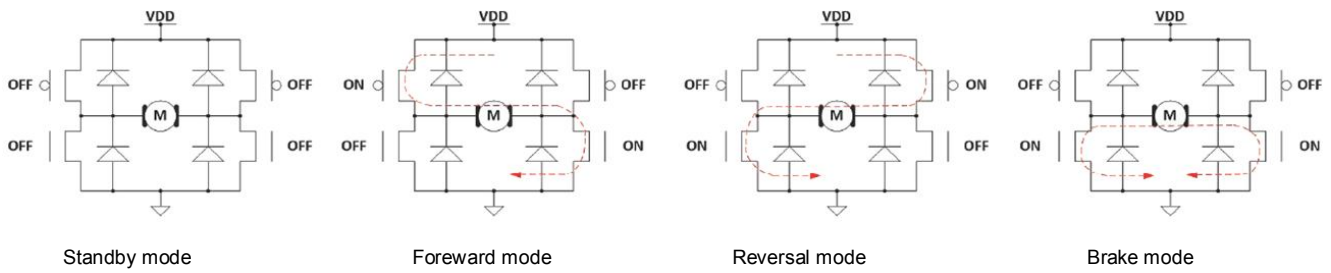 VDD VDD VDD VDD
OFF OFF ON OFF OFF ON OFF OFF
M M M M
OFF OFF OFF ON ON OFF ON ON
Standby mode Foreward mode Reversal mode Brake mode